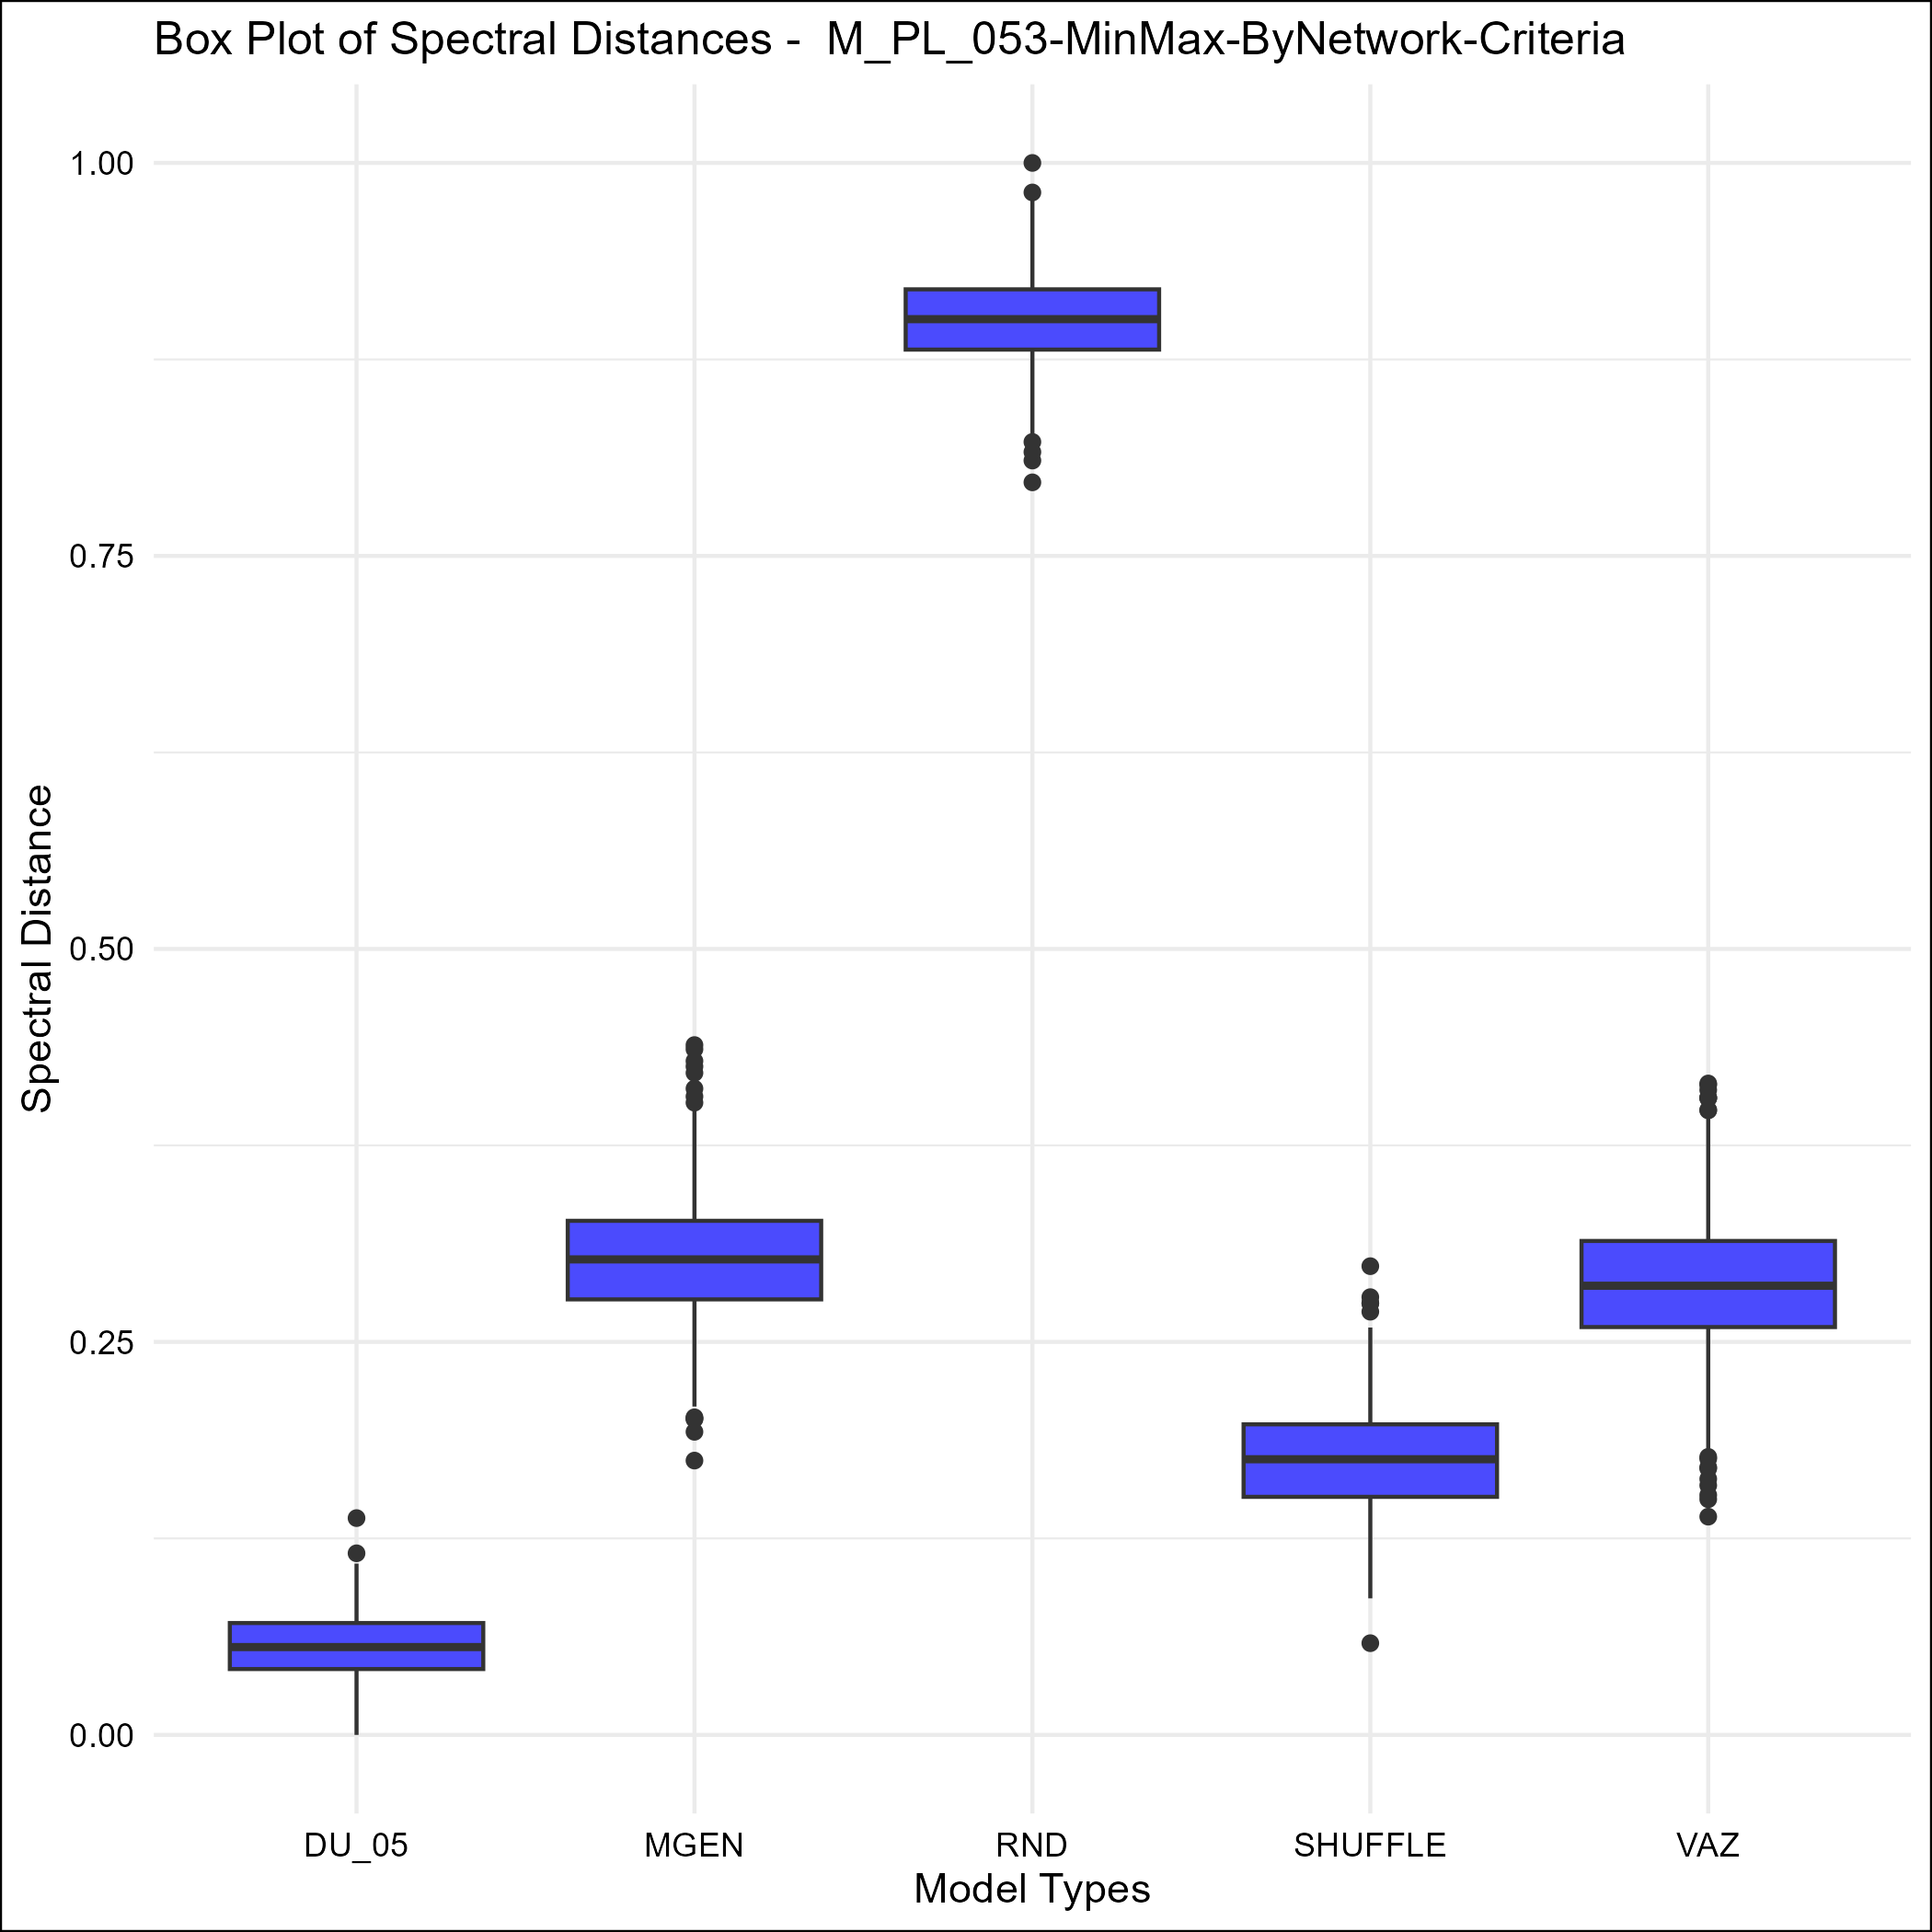 Box Plot of Spectral Distances -  M_PL_053-MinMax-ByNetwork-Criteria
1.00
0.75
0.50
0.25
0.00
Spectral Distance
DU_05 MGEN RND SHUFFLE VAZ
Model Types